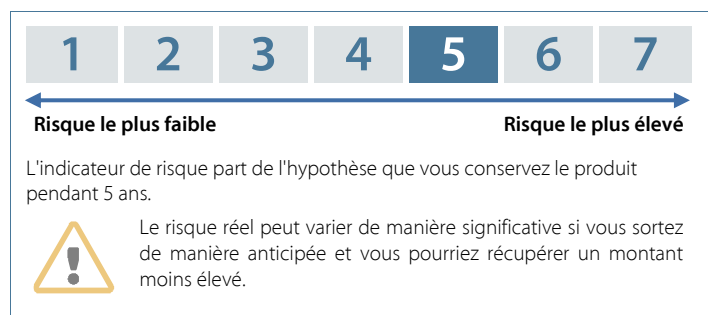 1 2 3 4 5 6 7
Risque le plus faible Risque le plus élevé
L'indicateur de risque part de l'hypothèse que vous conservez le produit
pendant 5 ans.
Le risque réel peut varier de manière significative si vous sortez
de manière anticipée et vous pourriez récupérer un montant
moins élevé.